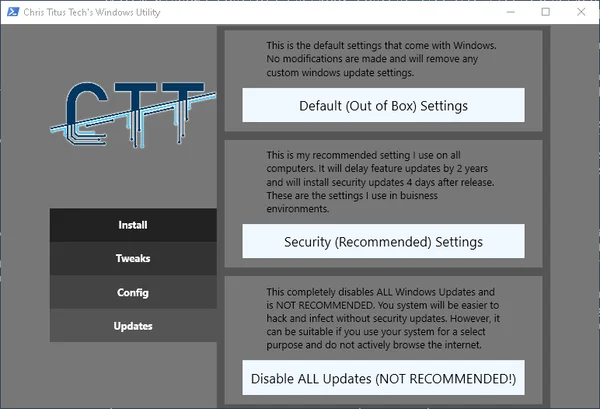 Chris Titus Tech's Windows Utility
CTT
Install
Tweaks
Config
Updates
This is the default settings that come with Windows.
No modifications are made and will remove any
custom windows update settings.
Default (Out of Box) Settings
This is my recommended setting I use on all
computers. It will delay feature updates by 2 years
and will install security updates 4 days after release.
These are the settings I use in buisness
environments.
Security (Recommended) Settings
This completely disables ALL Windows Updates and
is NOT RECOMMENDED. You system will be easier to
hack and infect without security updates. However, it
can be suitable if you use your system for a select
purpose and do not actively browse the internet.
Disable ALL Updates (NOT RECOMMENDED!)